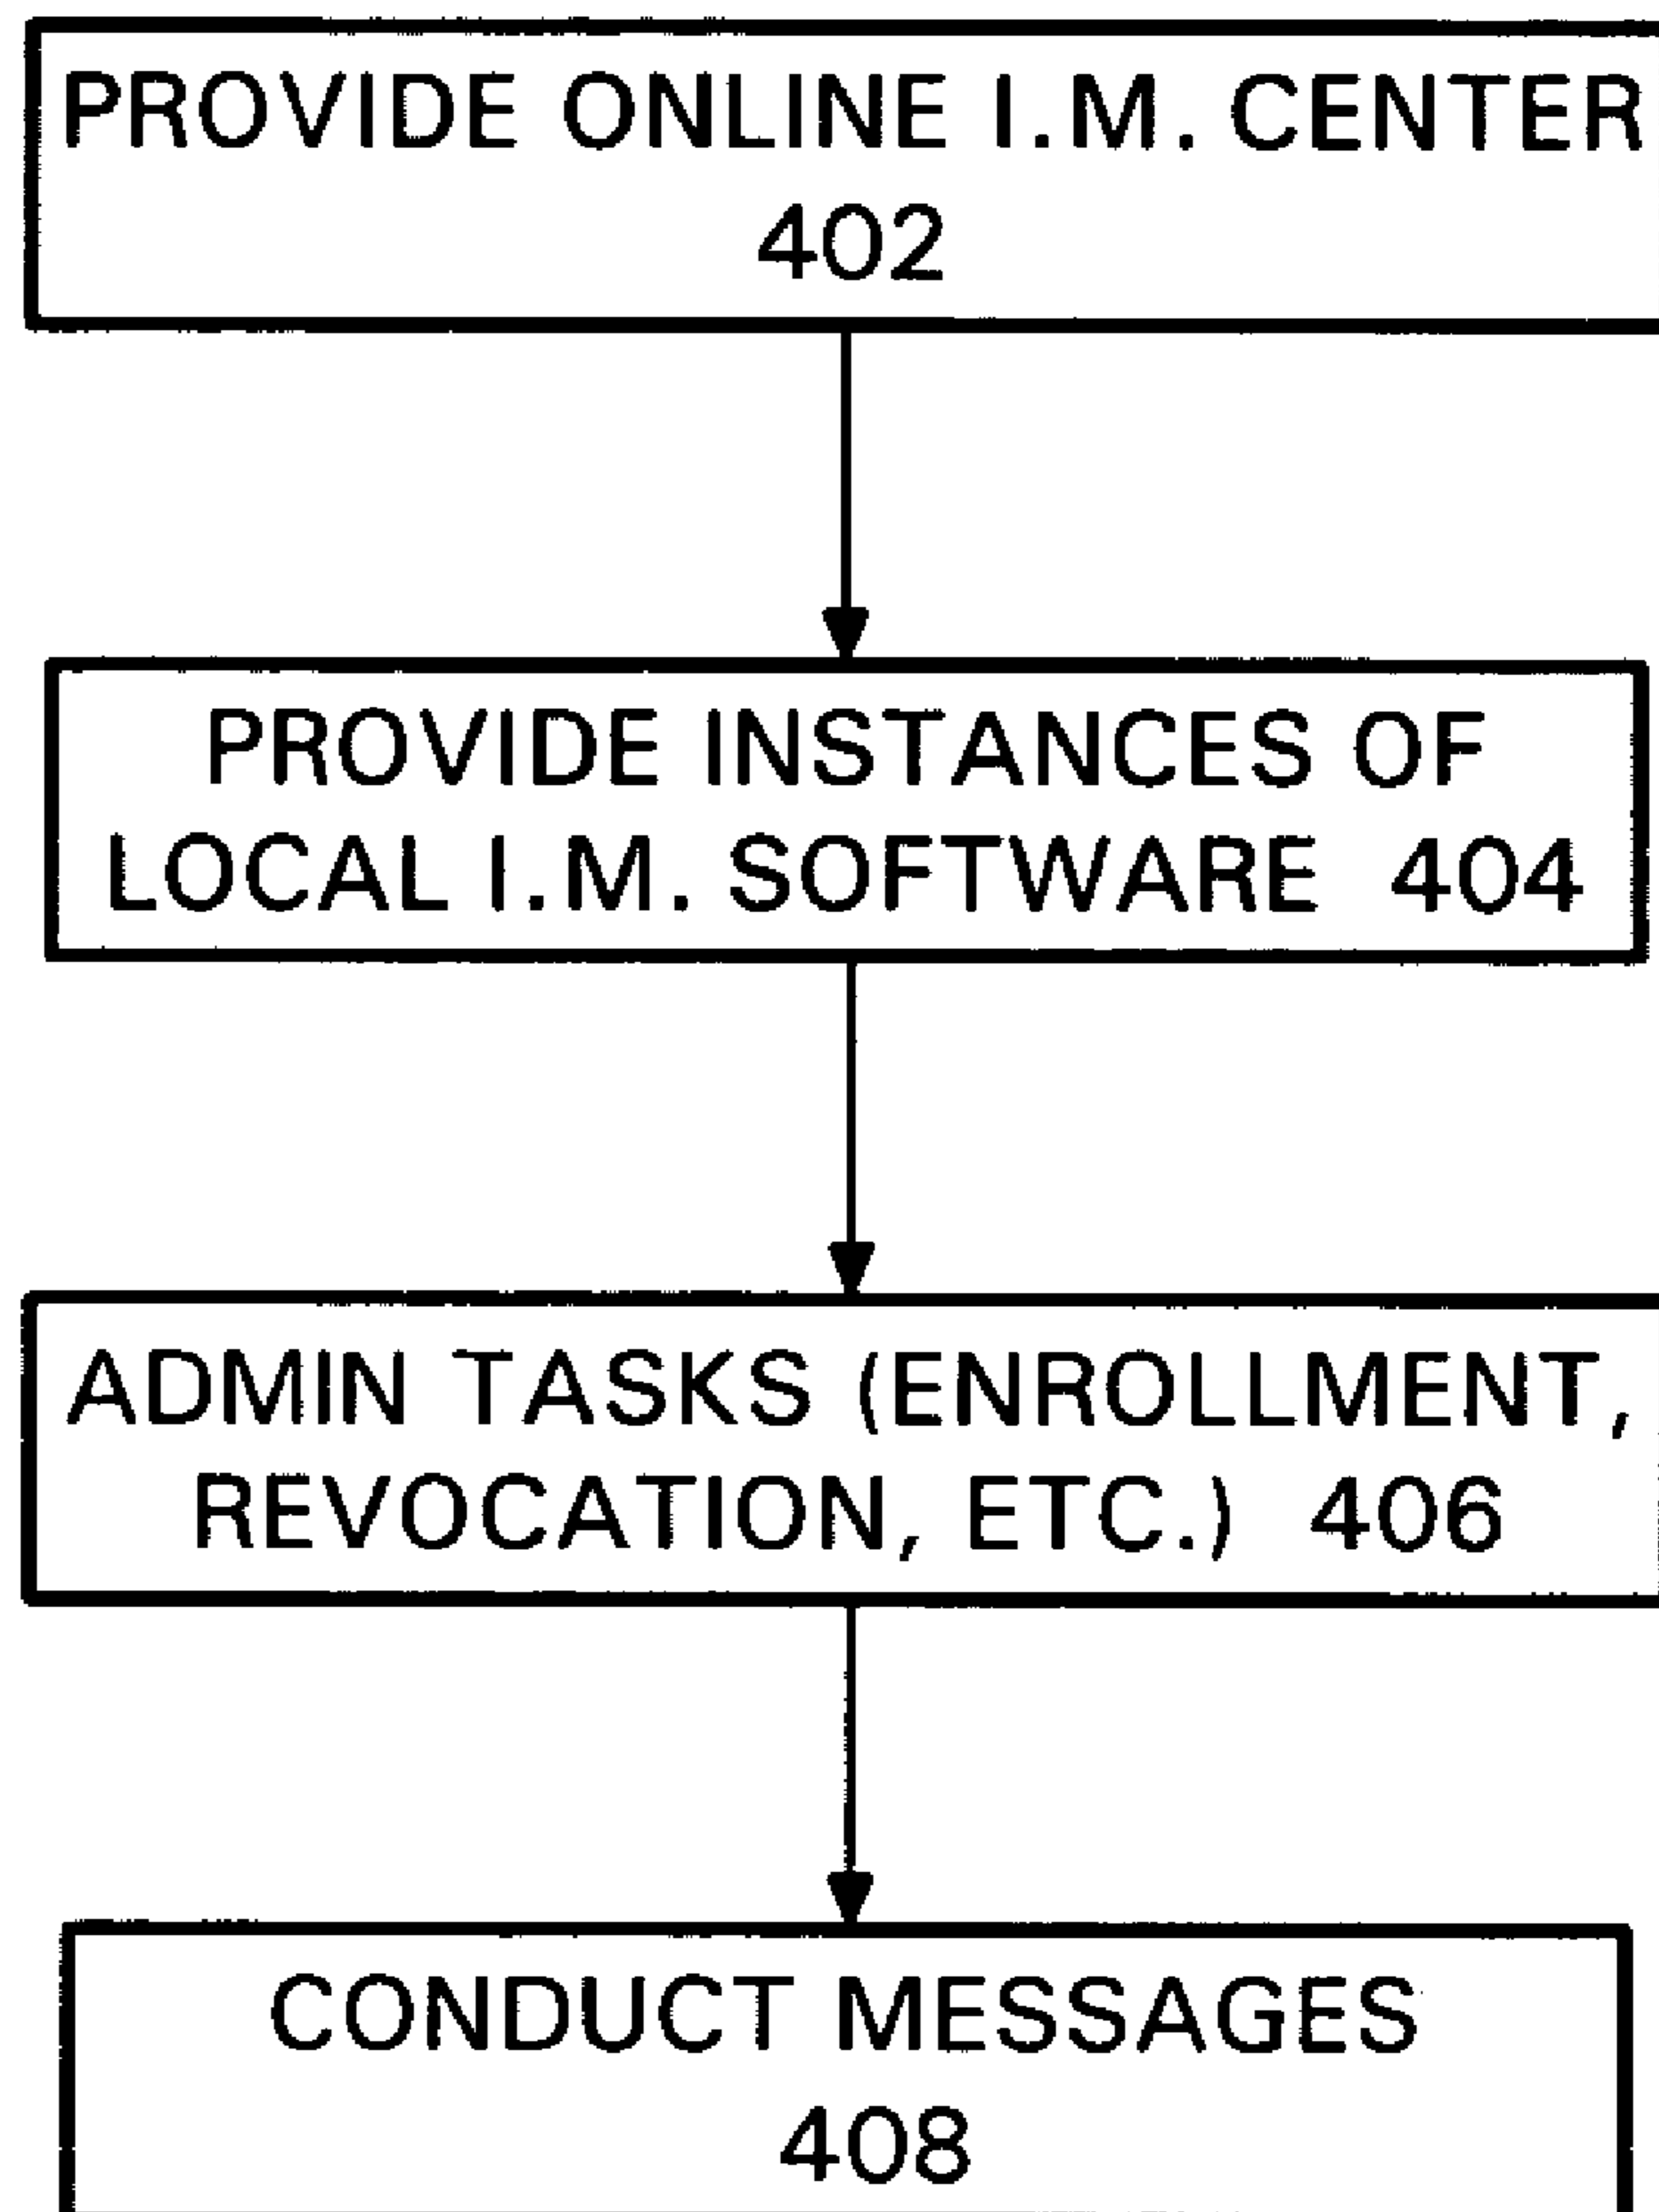 PROVIDE ONLINE I.M. CENTER
402
PROVIDE INSTANCES OF
LOCAL I.M. SOFTWARE 404
ADMIN TASKS (ENROLLMENT,
REVOCATION, ETC.) 406
CONDUCT MESSAGES
408